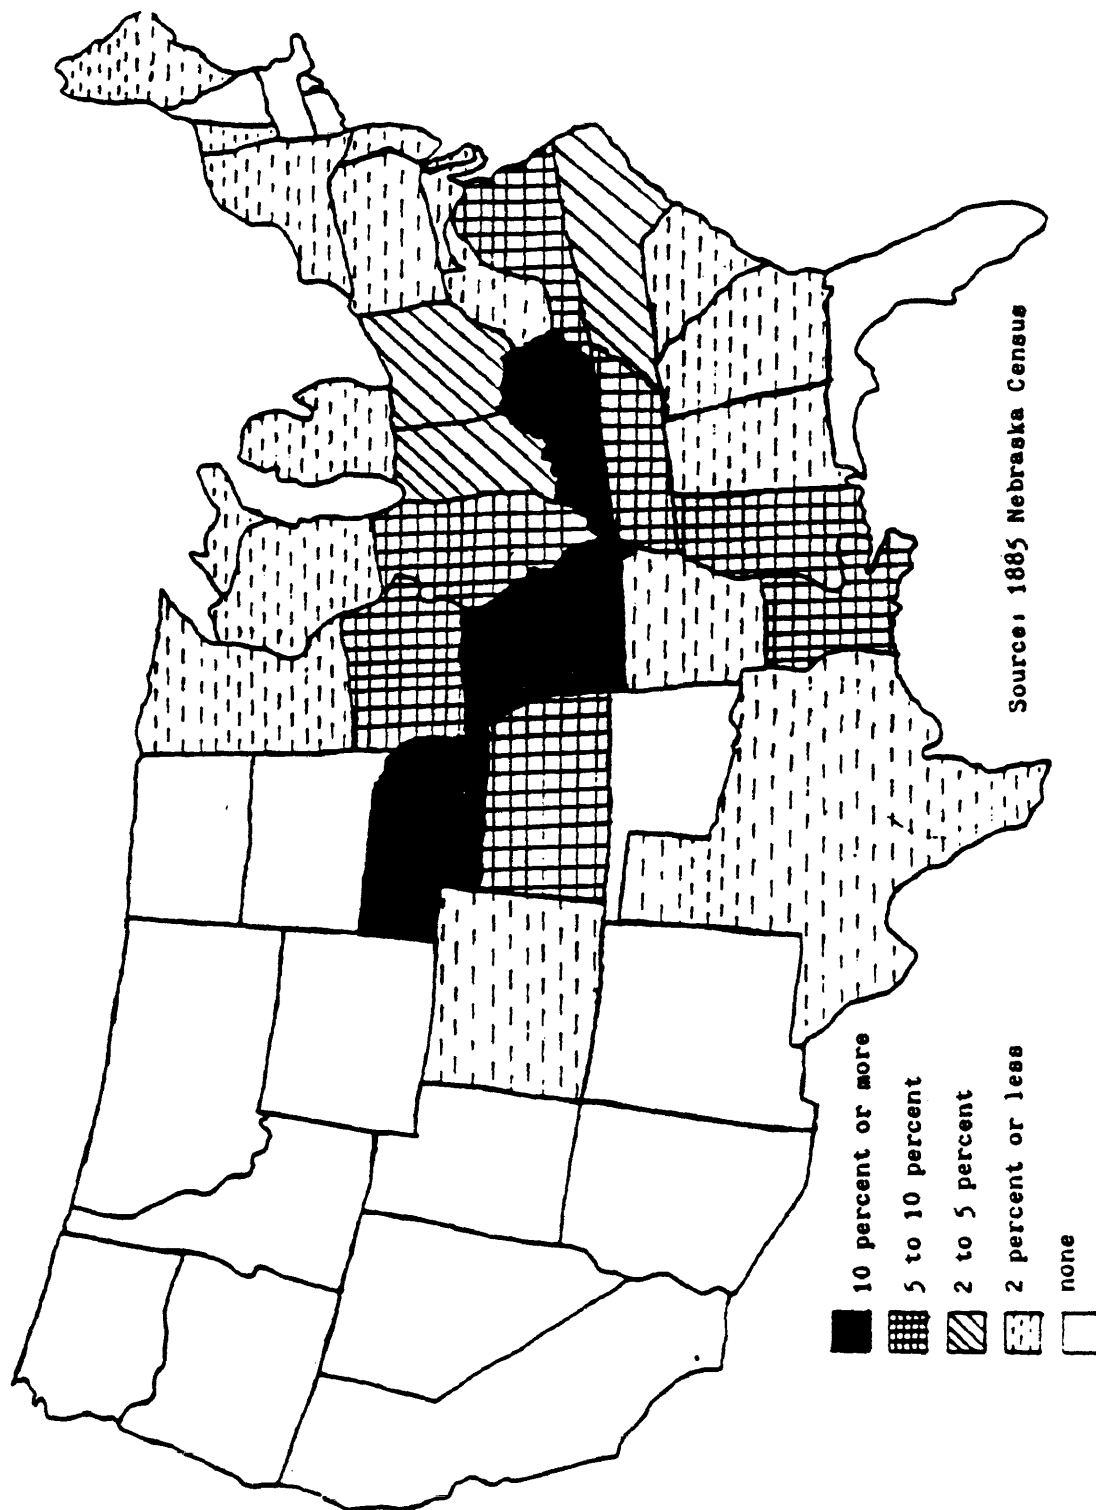 Source: 1885 Nebraska Census
10 percent or more
5 to 10 percent
2 to 5 percent
2 percent or less
none